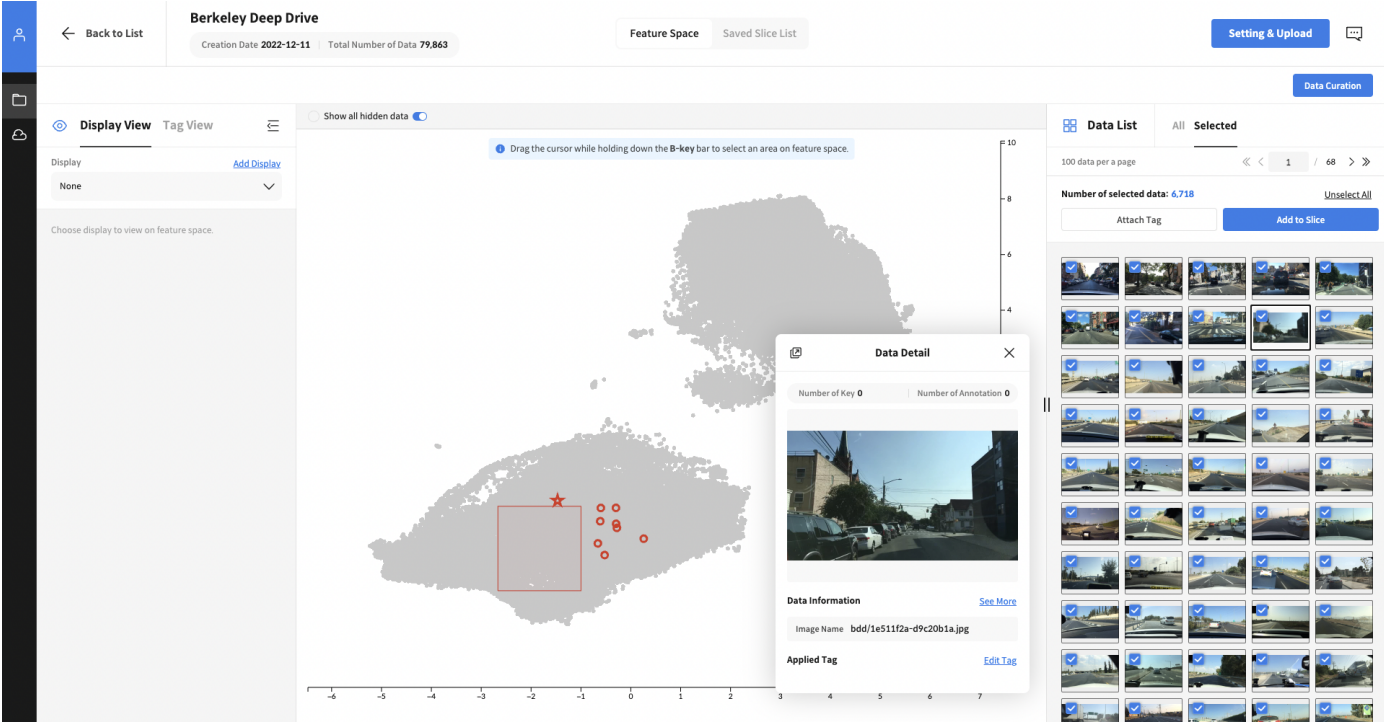 Back to List
Berkeley Deep Drive
Creation Date 2022-12-11 Total Number of Data 79,863
Feature Space Saved Slice List
Setting & Upload
Data Curation
Display View Tag View
Display Add Display
None
Choose display to view on feature space.
Show all hidden data
Drag the cursor while holding down the B-key bar to select an area on feature space.
10
8
6
4
-6 -5 -4 -3 -2 -1 0 1 2 3 4 5 6 7
Data Detail
Number of Key 0 Number of Annotation 0
Data Information See More
Image Name bdd/1e511f2a-d9c20b1a.jpg
Applied Tag Edit Tag
Data List All Selected
100 data per a page 1 / 68
Number of selected data: 6,718 Unselect All
Attach Tag Add to Slice